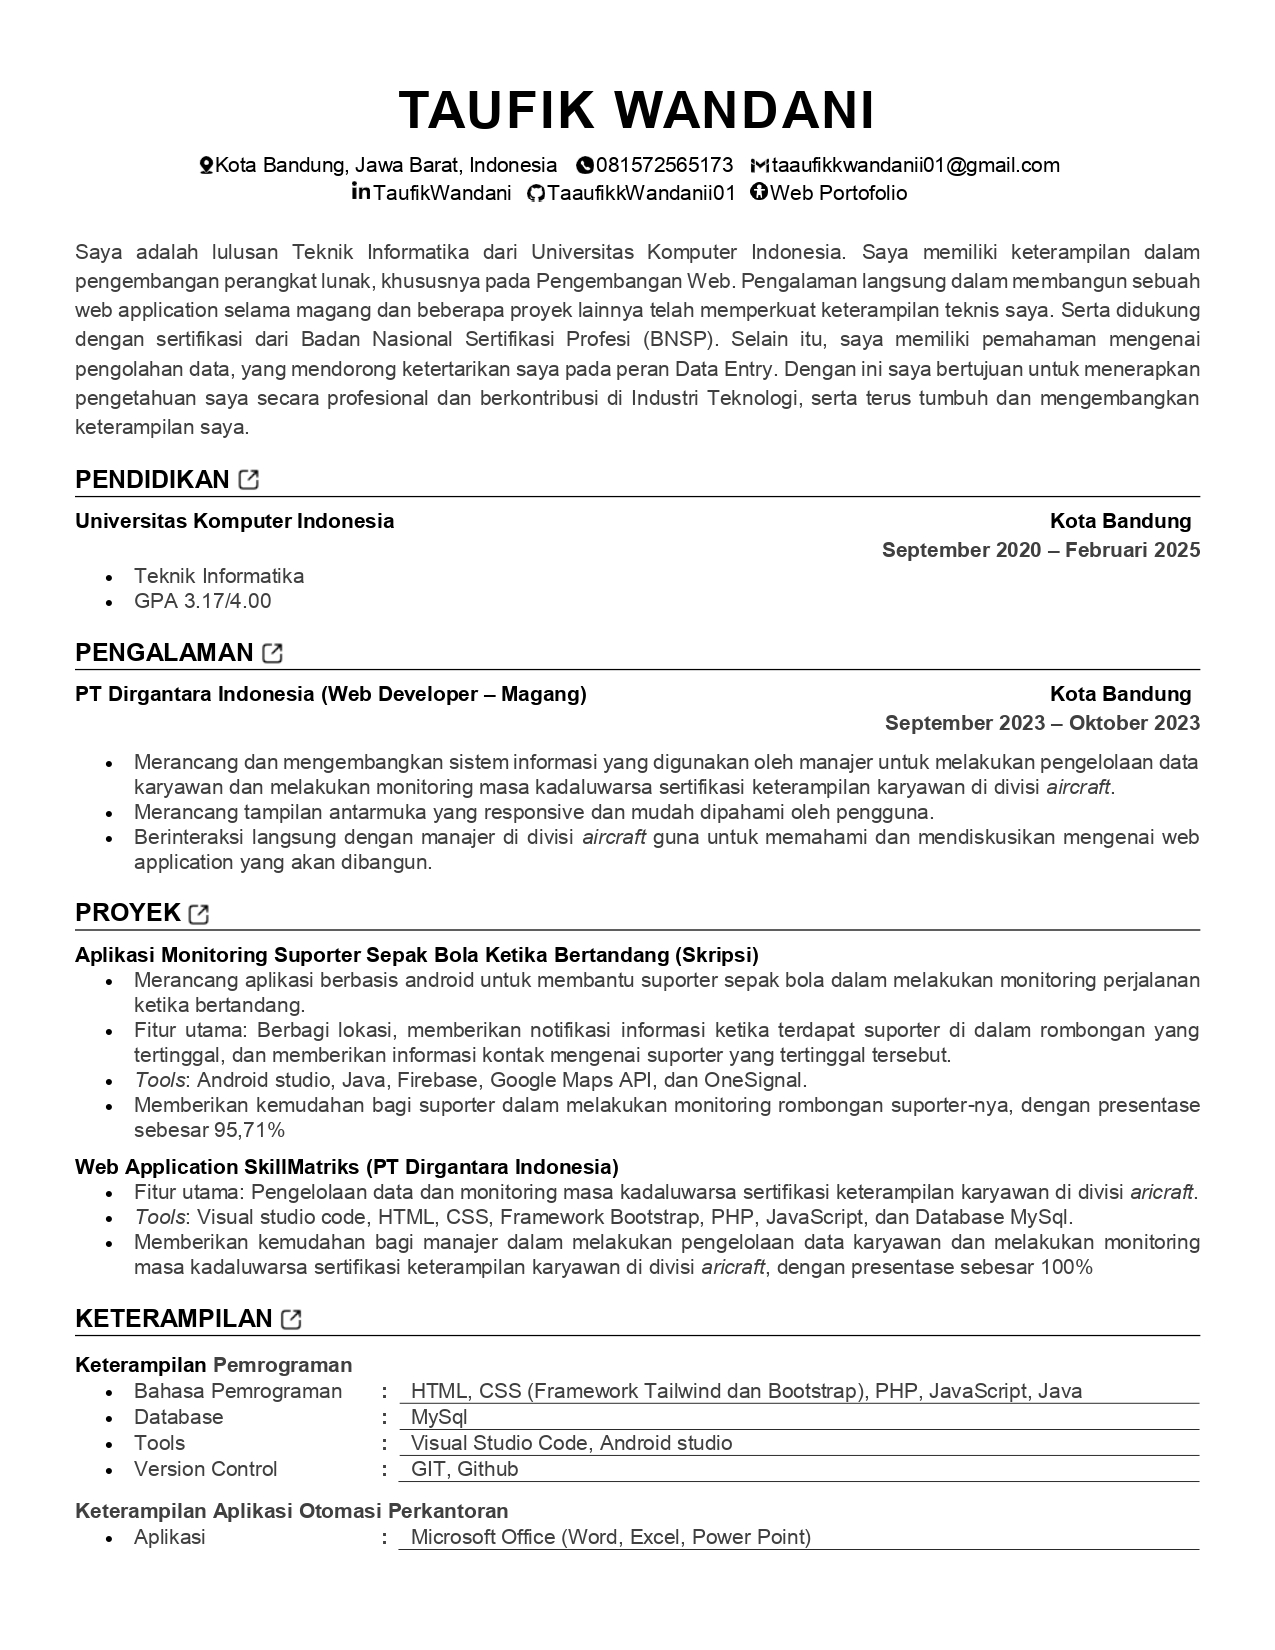 TAUFIK WANDANI
Kota Bandung, Jawa Barat, Indonesia 081572565173 taaufikkwandanii01@gmail.com
TaufikWandani TaaufikkWandanii01 Web Portofolio
Saya adalah lulusan Teknik Informatika dari Universitas Komputer Indonesia. Saya memiliki keterampilan dalam
pengembangan perangkat lunak, khususnya pada Pengembangan Web. Pengalaman langsung dalam membangun sebuah
web application selama magang dan beberapa proyek lainnya telah memperkuat keterampilan teknis saya. Serta didukung
dengan sertifikasi dari Badan Nasional Sertifikasi Profesi (BNSP). Selain itu, saya memiliki pemahaman mengenai
pengolahan data, yang mendorong ketertarikan saya pada peran Data Entry. Dengan ini saya bertujuan untuk menerapkan
pengetahuan saya secara profesional dan berkontribusi di Industri Teknologi, serta terus tumbuh dan mengembangkan
keterampilan saya.
PENDIDIKAN
Universitas Komputer Indonesia Kota Bandung
September 2020 – Februari 2025
• Teknik Informatika
• GPA 3.17/4.00
PENGALAMAN
PT Dirgantara Indonesia (Web Developer – Magang) Kota Bandung
September 2023 – Oktober 2023
• Merancang dan mengembangkan sistem informasi yang digunakan oleh manajer untuk melakukan pengelolaan data
karyawan dan melakukan monitoring masa kadaluwarsa sertifikasi keterampilan karyawan di divisi aircraft.
• Merancang tampilan antarmuka yang responsive dan mudah dipahami oleh pengguna.
• Berinteraksi langsung dengan manajer di divisi aircraft guna untuk memahami dan mendiskusikan mengenai web
application yang akan dibangun.
PROYEK
Aplikasi Monitoring Suporter Sepak Bola Ketika Bertandang (Skripsi)
• Merancang aplikasi berbasis android untuk membantu suporter sepak bola dalam melakukan monitoring perjalanan
ketika bertandang.
• Fitur utama: Berbagi lokasi, memberikan notifikasi informasi ketika terdapat suporter di dalam rombongan yang
tertinggal, dan memberikan informasi kontak mengenai suporter yang tertinggal tersebut.
• Tools: Android studio, Java, Firebase, Google Maps API, dan OneSignal.
• Memberikan kemudahan bagi suporter dalam melakukan monitoring rombongan suporter-nya, dengan presentase
sebesar 95,71%
Web Application SkillMatriks (PT Dirgantara Indonesia)
• Fitur utama: Pengelolaan data dan monitoring masa kadaluwarsa sertifikasi keterampilan karyawan di divisi aricraft.
• Tools: Visual studio code, HTML, CSS, Framework Bootstrap, PHP, JavaScript, dan Database MySql.
• Memberikan kemudahan bagi manajer dalam melakukan pengelolaan data karyawan dan melakukan monitoring
masa kadaluwarsa sertifikasi keterampilan karyawan di divisi aricraft, dengan presentase sebesar 100%
KETERAMPILAN
Keterampilan Pemrograman
• Bahasa Pemrograman : HTML, CSS (Framework Tailwind dan Bootstrap), PHP, JavaScript, Java
• Database : MySql
• Tools : Visual Studio Code, Android studio
• Version Control : GIT, Github
Keterampilan Aplikasi Otomasi Perkantoran
• Aplikasi : Microsoft Office (Word, Excel, Power Point)